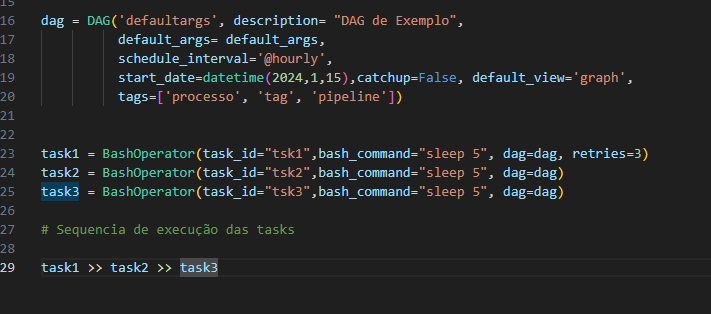 15
16 dag = DAG('defaultargs', description= "DAG de Exemplo",
17 default_args= default_args,
18 schedule_interval='@hourly',
19 start_date=datetime(2024,1,15),catchup=False, default_view='graph',
20 tags=['processo', 'tag', 'pipeline'])
21
22
23 task1 = BashOperator(task_id="tsk1",bash_command="sleep 5", dag=dag, retries=3)
24 task2 = BashOperator(task_id="tsk2",bash_command="sleep 5", dag=dag)
25 task3 = BashOperator(task_id="tsk3",bash_command="sleep 5", dag=dag)
26
27 # Sequencia de execução das tasks
28
29 task1 >> task2 >> task3